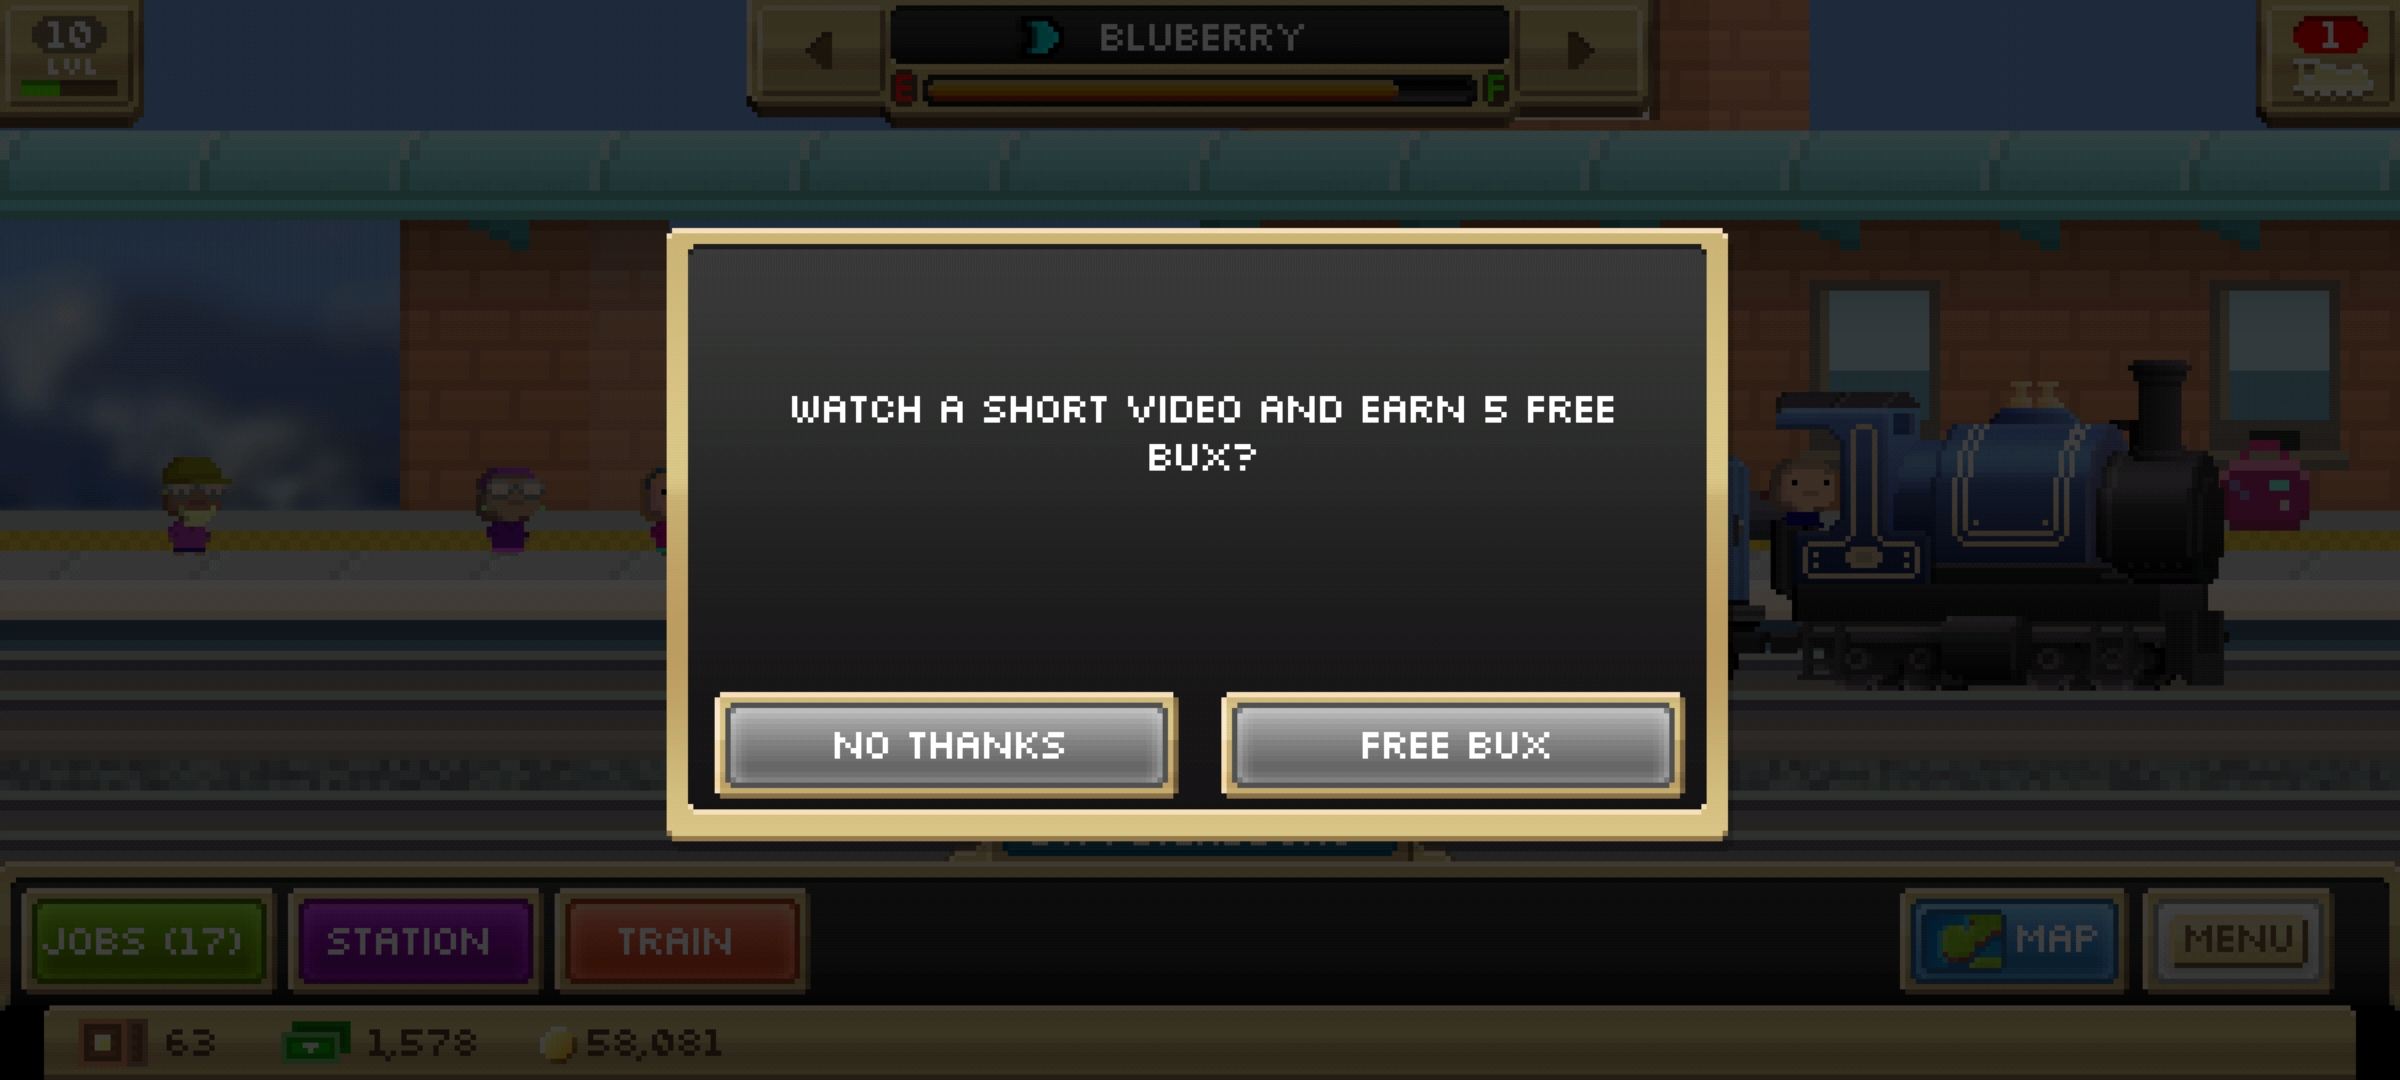 10
LVL
BLUBERRY
E
F
1
WATCH A SHORT VIDEO AND EARN 5 FREE
BUX?
NO THANKS
FREE BUX
JOBS (17)
STATION
TRAIN
MAP
MENU
63
1,578
58,081